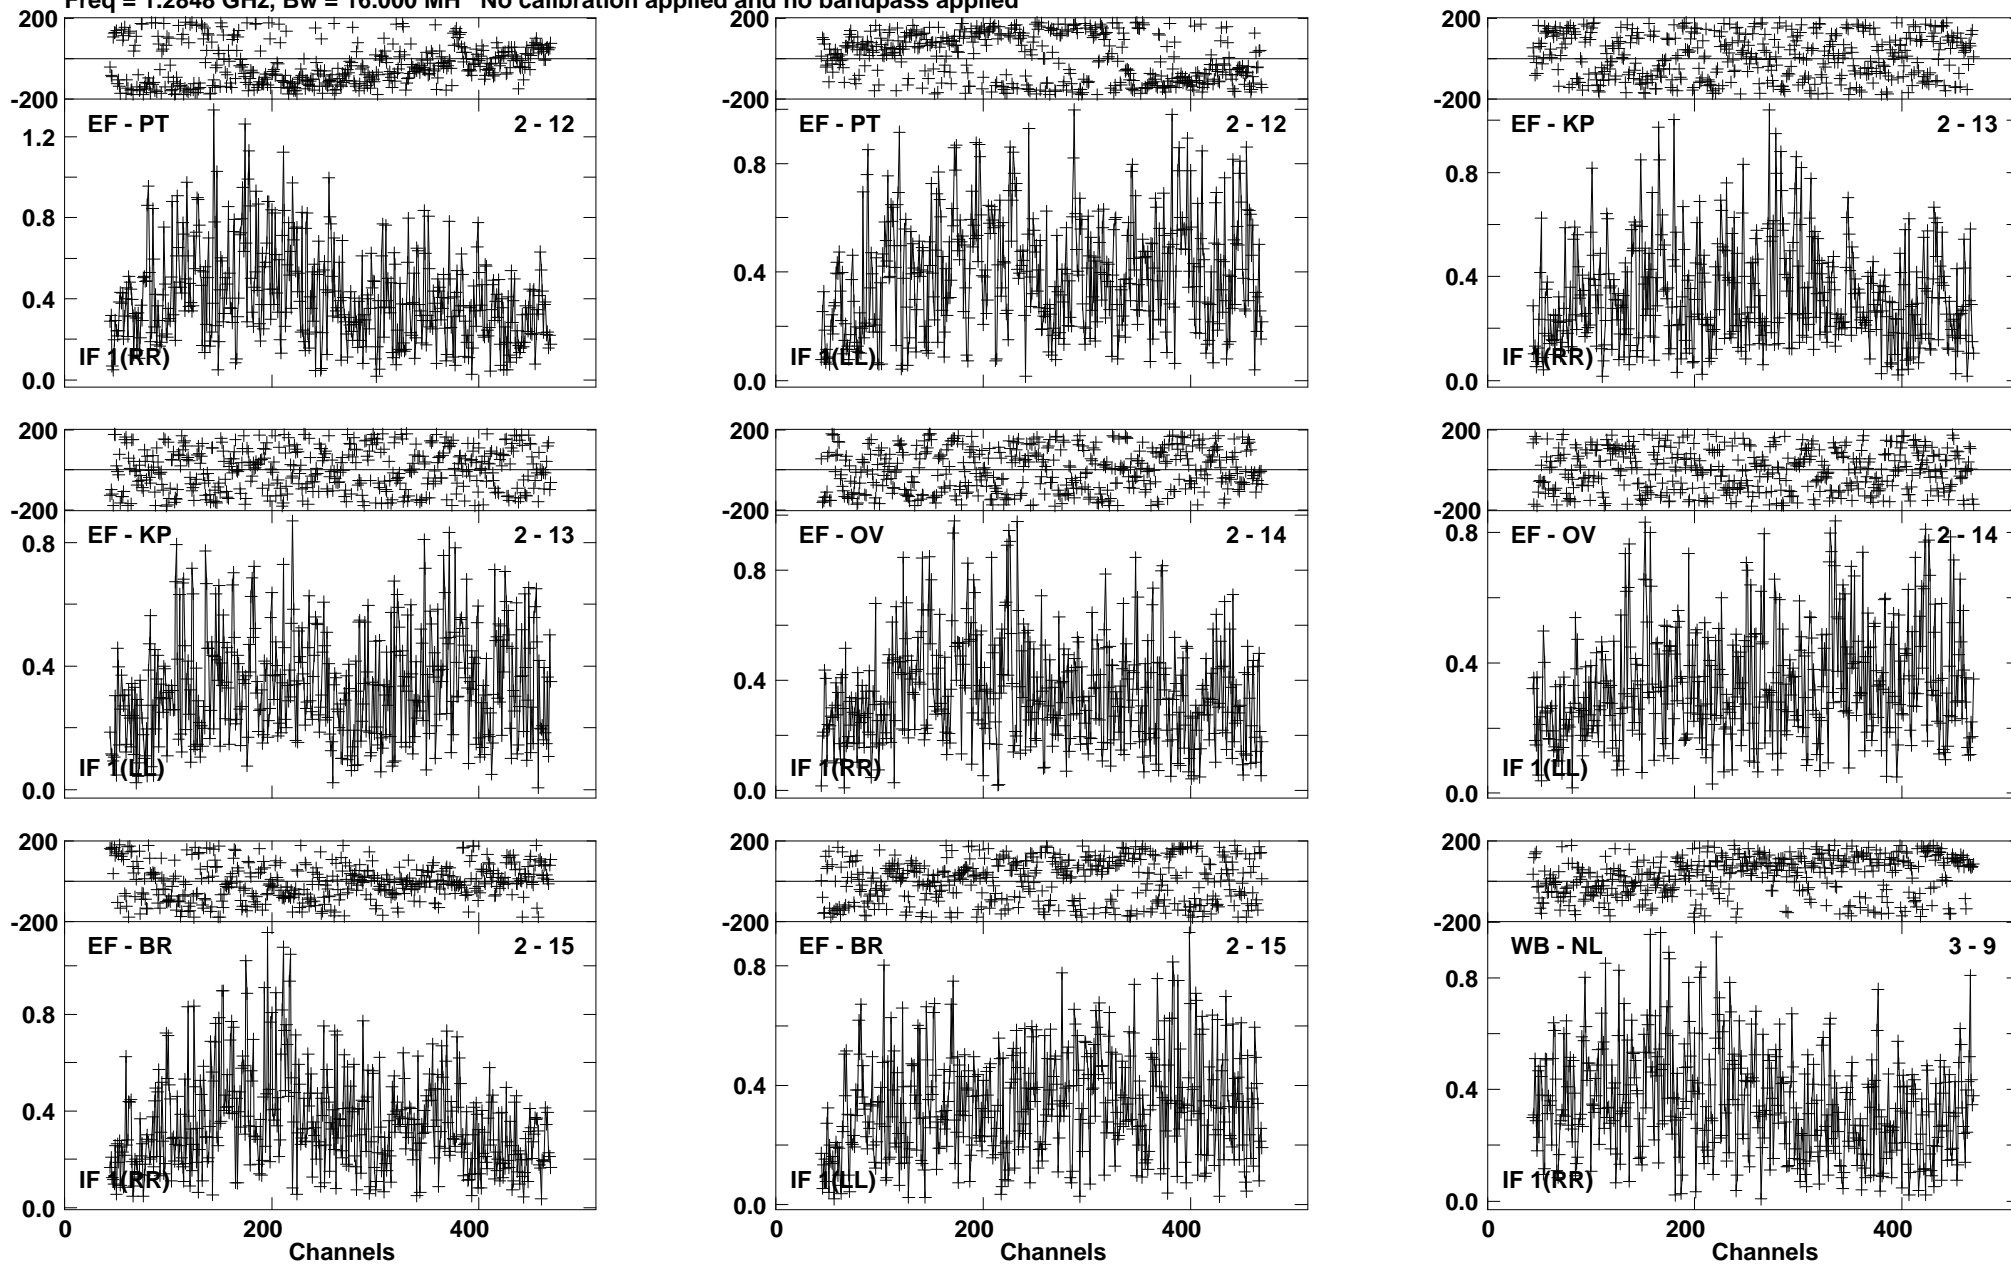 Freq = 1.2848 GHz, Bw = 16.000 MH No calibration applied and no bandpass applied
200 200 200
-200 -200 -200
EF - PT 2 - 12 EF - PT 2 - 12 EF - KP 2 - 13
1.2
0.8 0.8 0.8
0.4 0.4 0.4
IF 1(RR) IF 1(LL) IF 1(RR)
0.0 0.0 0.0
200 200 200
-200 -200 -200
EF - KP 2 - 13 EF - OV 2 - 14 EF - OV 2 - 14
0.8 0.8 0.8
0.4 0.4 0.4
IF 1(LL) IF 1(RR) IF 1(LL)
0.0 0.0 0.0
200 200 200
-200 -200 -200
EF - BR 2 - 15 EF - BR 2 - 15 WB - NL 3 - 9
0.8 0.8 0.8
0.4 0.4 0.4
IF 1(RR) IF 1(LL) IF 1(RR)
0.0 0.0 0.0
0 200 400 0 200 400 0 200 400
Channels Channels Channels